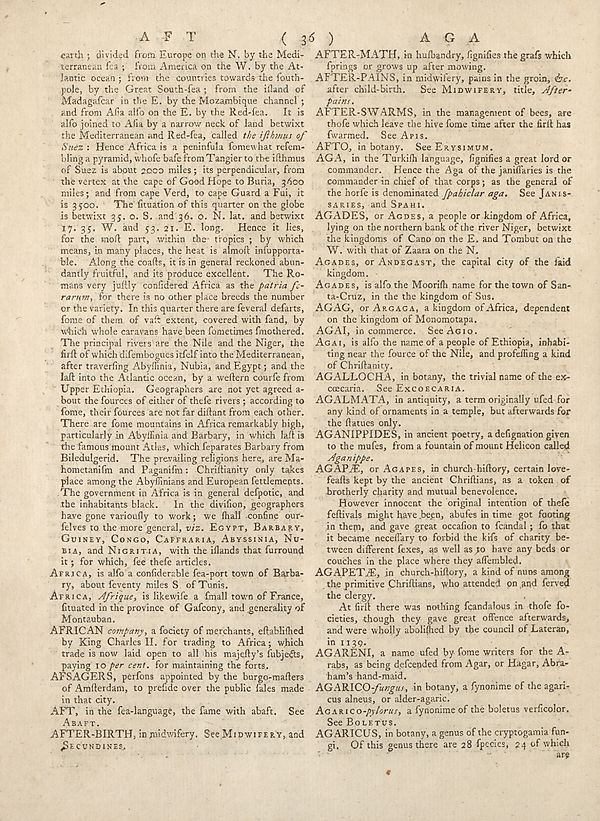 A F T ( 36 ) A G A
earth ; divided from Europe on the N. by the Medi-
terranean sea ; from America on the W. by the At-
lantic ocean ; from the countries towards the south-
pole, by the Great South-sea ; from the island of
Madagascar in the E. by the Mozambique channel ;
and from Asia also on the E. by the Red-sea. It is
also joined to Asia by a narrow neck of land betwixt
the Mediterranean and Red-sea, called the isthmus of
Suez : Hence Africa is a peninsula somewhat resem-
bling a pyramid, whose base from Tangier to the isthmus
of Suez is about 2000 miles ; its perpendicular, from
the vertex at the cape of Good Hope to Buria, 3600
miles ; and from cape Verd, to cape Guard a Fui, it
is 3500. The situation of this quarter on the globe
is betwixt 35. 0. S. and 36. 0. N. lat. and betwixt
17. 35. W. and 53. 21. E. long. Hence it lies,
for the most part, within the tropics ; by which
means, in many places, the heat is almost insupporta-
ble. Along the coasts, it is in general reckoned abun-
dantly fruitful, and its produce excellent. The Ro-
mans very justly considered Africa as the patria fe-
rarum, for there is no other place breeds the number
or the variety. In this quarter there are several desarts,
some of them of vast extent, covered with sand, by
which whole caravans have been sometimes smothered.
The principal rivers are the Nile and the Niger, the
first of which disembogues itself into the Mediterranean,
after traversing Abyssinia, Nubia, and Egypt ; and the
last into the Atlantic ocean, by a western course from
Upper Ethiopia. Geographers are not yet agreed a-
bout the sources of either of these rivers ; according to
some, their sources are not far distant from each other.
There are some mountains in Africa remarkably high,
particularly in Abyssinia and Barbary, in which last is
the famous mount Atlas, which separates Barbary from
Biledulgerid. The prevailing religions here, are Ma-
hometanism and Paganism : Christianity only takes
place among the Abyssinians and European settlements.
The government in Africa is in general despotic, and
the inhabitants black. In the division, geographers
have gone variously to work ; we shall confine our-
selves to the more general, viz. EGYPT, BARBARY,
GUINEY, CONGO, CAFFRARIA, ABYSSINIA, NU-
BIA, and NIGRITIA, with the islands that surround
it ; for which, see these articles.
AFRICA, is also a considerable sea-port town of Barba-
ry, about seventy miles S of Tunis.
AFRICA, Afrique, is likewise a small town of France,
situated in the province of Gascony, and generality of
Montauban.
AFRICAN company, a society of merchants, established
by King Charles II. for trading to Africa ; which
trade is now laid open to all his majesty's subjects,
paying 10 per cent. for maintaining the forts.
AFSAGERS, persons appointed by the burgo-masters
of Amsterdam, to preside over the public sales made
in that city.
AFT, in the sea-language, the same with abaft. See
ABAFT.
AFTER-BIRTH, in midwifery. See MIDWIFERY, and
SECUNDINES.
AFTER-MATH, in husbandry, signifies the grass which
springs or grows up after mowing.
AFTER-PAINS, in midwifery, pains in the groin, &c.
after child-birth. See MIDWIFERY, title, After-
pains.
AFTER-SWARMS, in the management of bees, are
those which leave the hive some time after the first has
swarmed. See APIS.
AFTO, in botany. See ERYSIMUM.
AGA, in the Turkish language, signifies a great lord or
commander. Hence the Aga of the janissaries is the
commander in chief of that corps ; as the general of
the horse is denominated spahiclar aga. See JANIS-
SARIES, and SPAHI.
AGADES, or AGDES, a people or kingdom of Africa,
lying on the northern bank of the river Niger, betwixt
the kingdoms of Cano on the E. and Tombut on the
W. with that of Zaara on the N.
AGADES, or ANDEGAST, the capital city of the said
kingdom.
AGADES, is also the Moorish name for the town of San-
ta-Cruz, in the the kingdom of Sus.
AGAG, or ARGAGA, a kingdom of Africa, dependent
on the kingdom of Monomotapa.
AGAI, in commerce. See AGIO.
AGAI, is also the name of a people of Ethiopia, inhabi-
ting near the source of the Nile, and professing a kind
of Christianity.
AGALLOCHA, in botany, the trivial name of the ex-
cœcaria. See EXCOECARIA.
AGALMATA, in antiquity, a term originally used for
any kind of ornaments in a temple, but afterwards for
the statues only.
AGANIPPIDES, in ancient poetry, a designation given
to the muses, from a fountain of mount Helicon called
Aganippe.
AGAPÆ, or AGAPES, in church-history, certain love-
feasts kept by the ancient Christians, as a token of
brotherly charity and mutual benevolence.
However innocent the original intention of these
festivals might have been, abuses in time got footing
in them, and gave great occasion to scandal ; so that
it became necessary to forbid the kiss of charity be-
tween different sexes, as well as to have any beds or
couches in the place where they assembled.
AGAPETÆ, in church-history, a kind of nuns among
the primitive Christians, who attended on and served
the clergy.
At first there was nothing scandalous in those so-
cieties, though they gave great offence afterwards,
and were wholly abolished by the council of Lateran,
in 1139.
AGARENI, a name used by some writers for the A-
rabs, as being descended from Agar, or Hagar, Abra-
ham's hand-maid.
AGARICO-fungus, in botany, a synonime of the agari-
cus alneus, or alder-agaric.
AGARICO-pylorus, a synonime of the boletus versicolor.
See BOLETUS.
AGARICUS, in botany, a genus of the cryptogamia fun-
gi. Of this genus there are 28 species, 24 of which
are